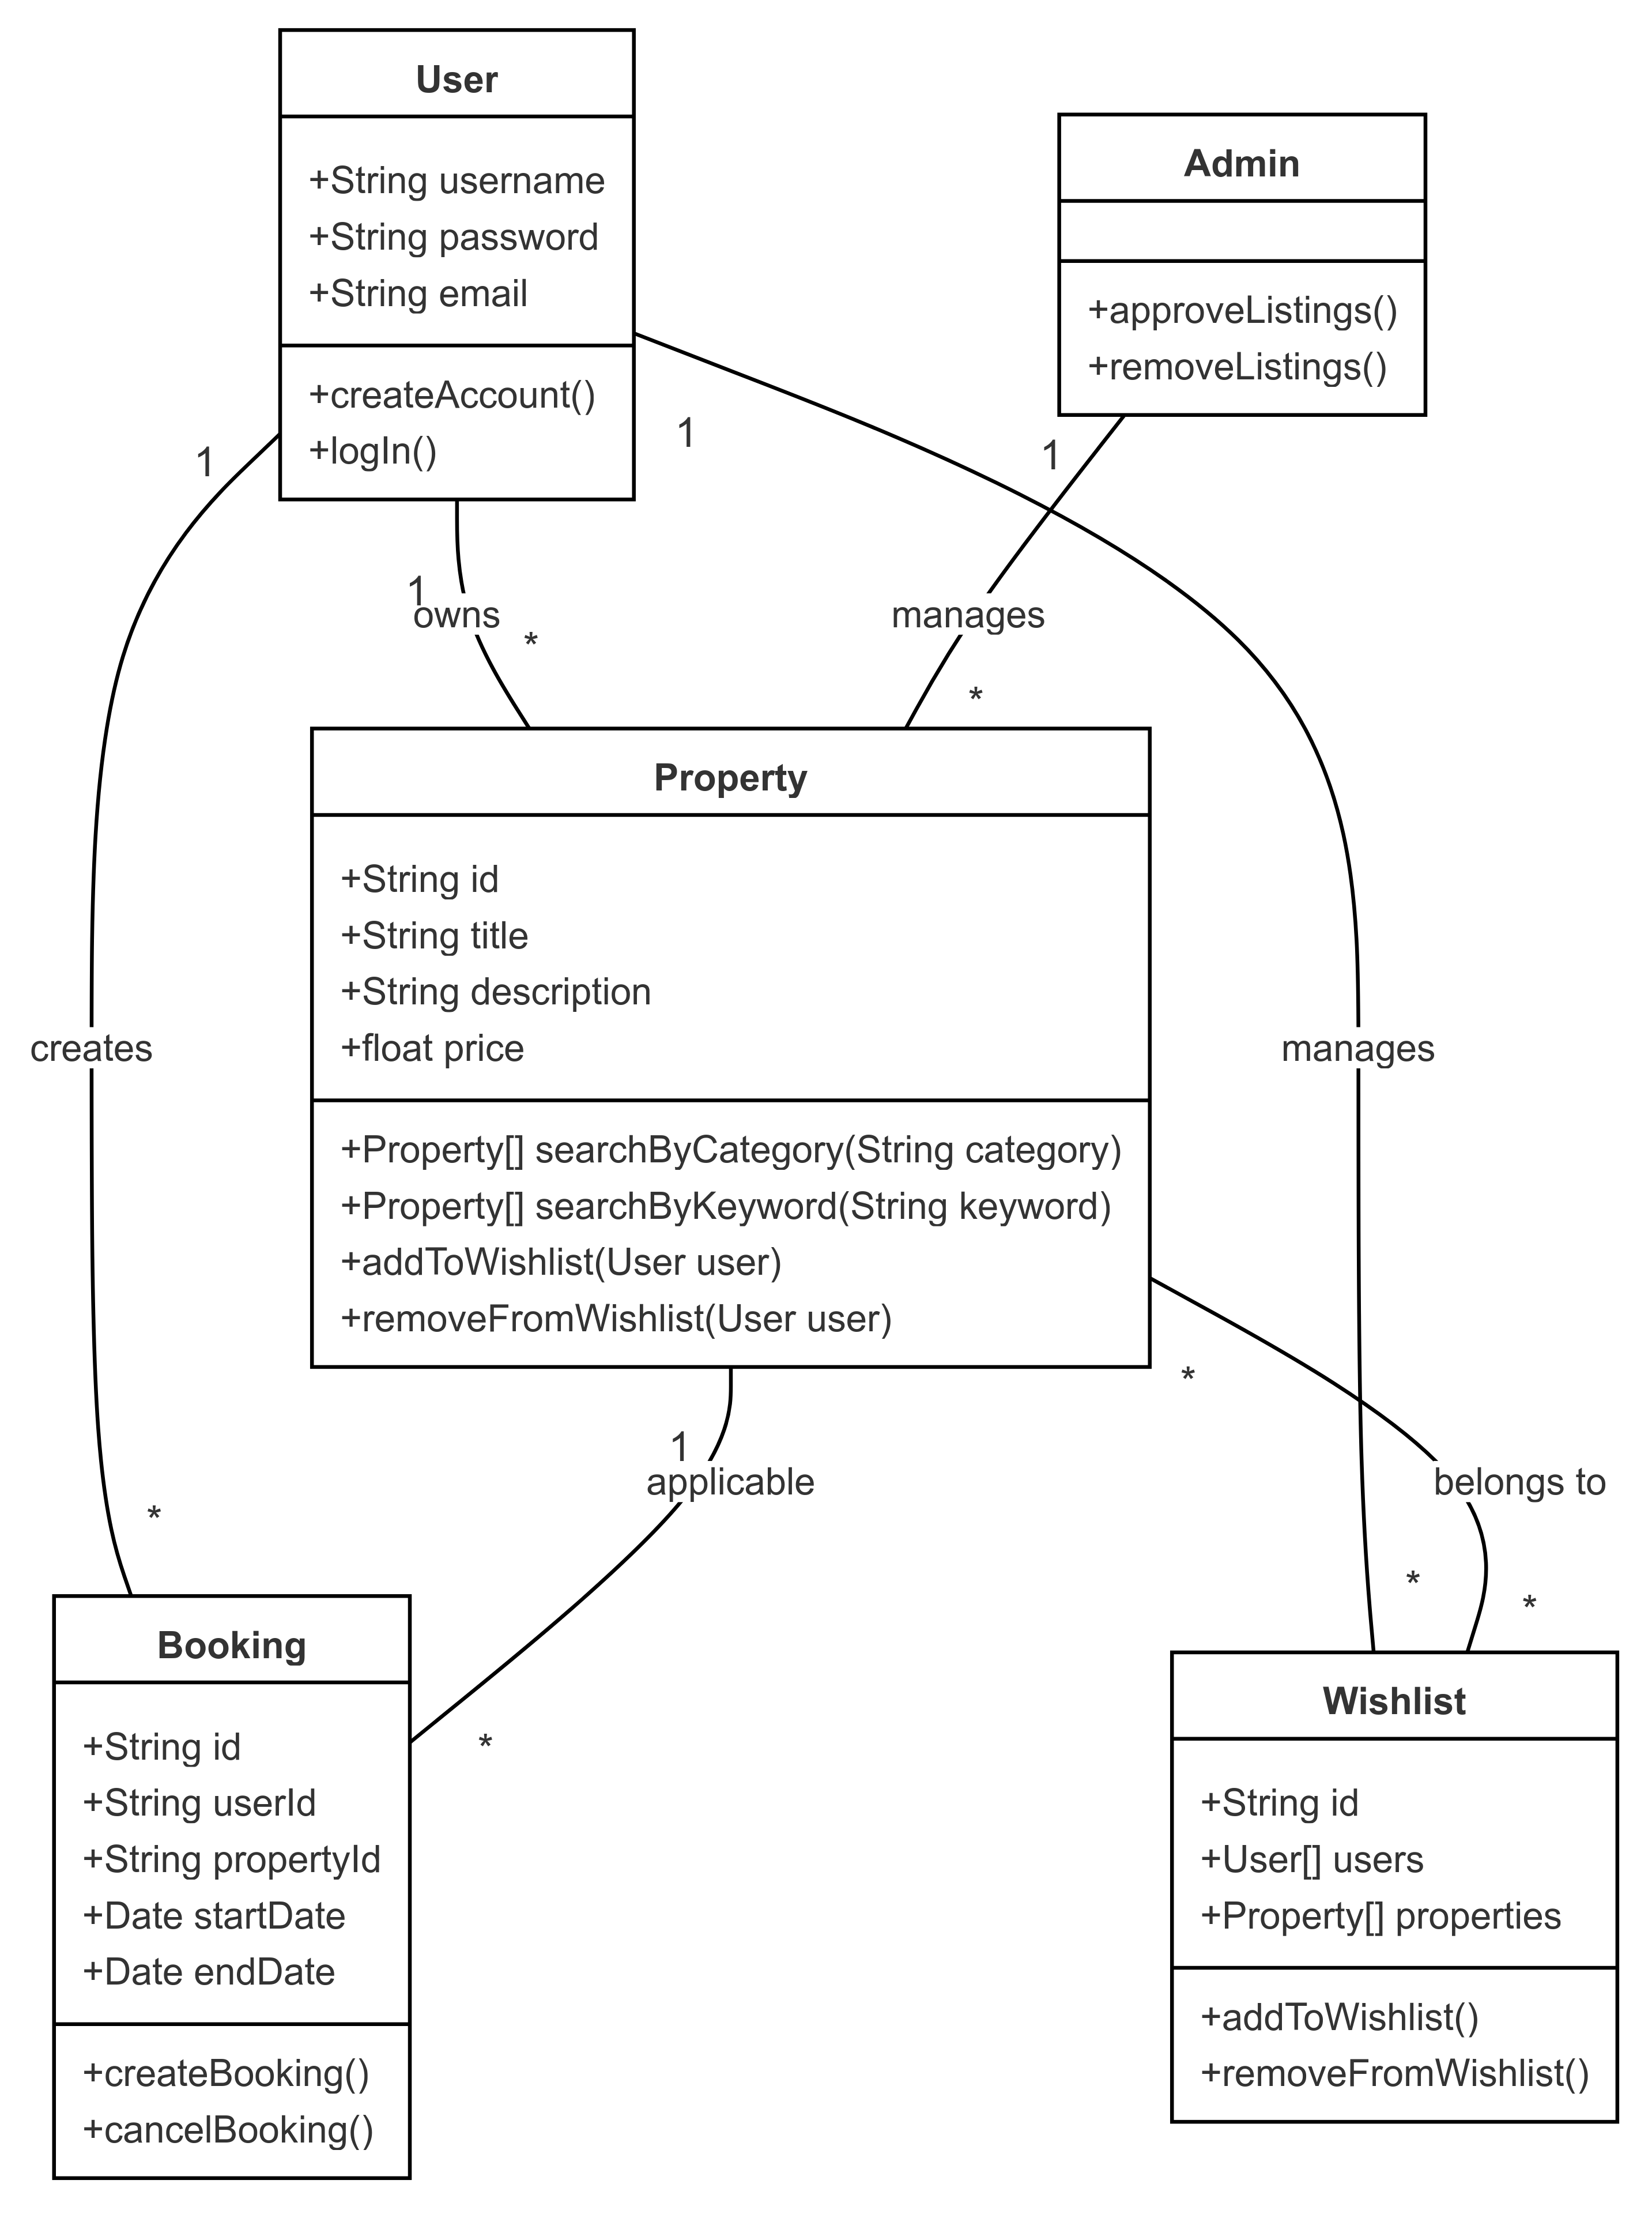 User
+String username
+String password
+String email
+createAccount()
+logIn()
Admin
+approveListings()
+removeListings()
1
1
1
1
owns
*
manages
*
Property
+String id
+String title
+String description
+float price
+Property[] searchByCategory(String category)
+Property[] searchByKeyword(String keyword)
+addToWishlist(User user)
+removeFromWishlist(User user)
creates
manages
*
1
applicable
belongs to
*
*
*
*
Booking
+String id
+String userId
+String propertyId
+Date startDate
+Date endDate
+createBooking()
+cancelBooking()
Wishlist
+String id
+User[] users
+Property[] properties
+addToWishlist()
+removeFromWishlist()